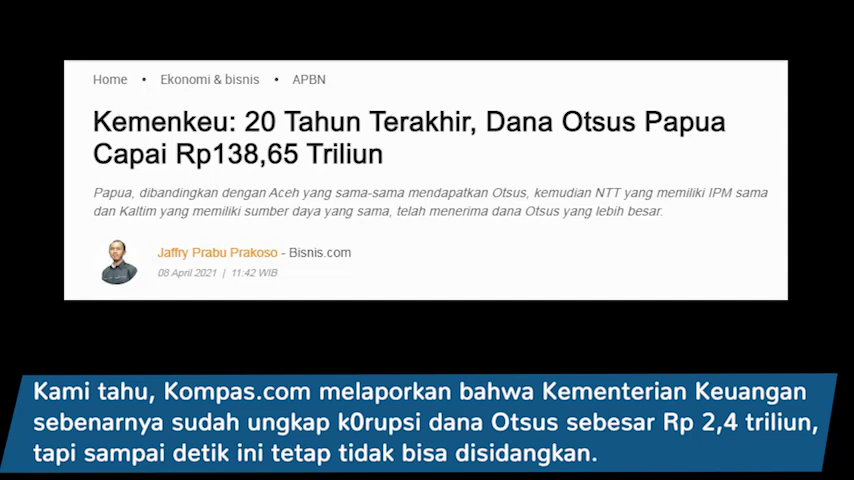 Home • Ekonomi & bisnis • APBN
Kemenkeu: 20 Tahun Terakhir, Dana Otsus Papua
Capai Rp138,65 Triliun
Papua, dibandingkan dengan Aceh yang sama-sama mendapatkan Otsus, kemudian NTT yang memiliki IPM sama
dan Kaltim yang memiliki sumber daya yang sama, telah menerima dana Otsus yang lebih besar.
Jaffry Prabu Prakoso - Bisnis.com
08 April 2021 | 11:42 WIB
Kami tahu, Kompas.com melaporkan bahwa Kementerian Keuangan
sebenarnya sudah ungkap k0rupsi dana Otsus sebesar Rp 2,4 triliun,
tapi sampai detik ini tetap tidak bisa disidangkan.